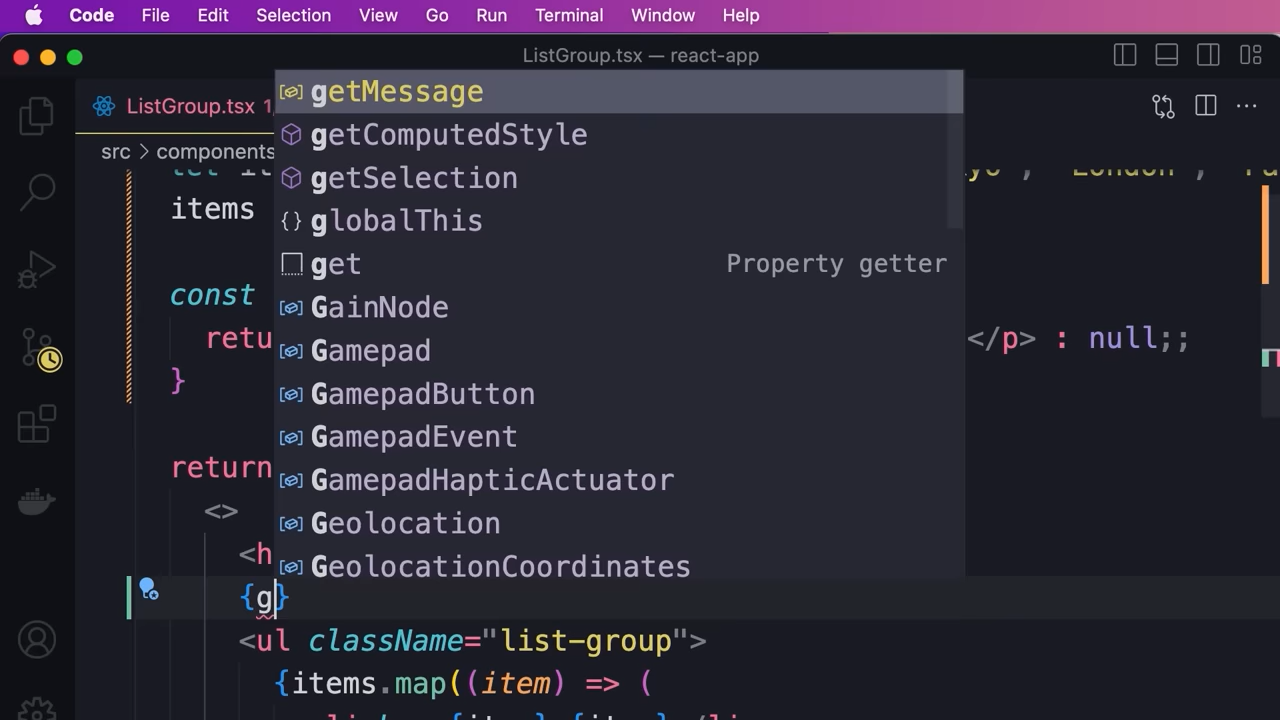 Code File Edit Selection View Go Run Terminal Window Help
ListGroup.tsx — react-app
ListGroup.tsx 1,
src > components
getMessage
getComputedStyle
getSelection
globalThis
get Property getter
GainNode
Gamepad
GamepadButton
GamepadEvent
GamepadHapticActuator
Geolocation
GeolocationCoordinates
let "London",
items
const
retu </p> : null;;
}
return
<>
<h
{g}
<ul className="list-group">
{items.map((item) => (